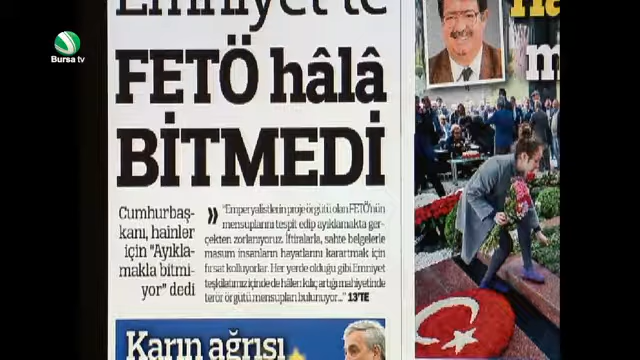 Bursa tv
Emniyet'te
FETÖ hâlâ
BİTMEDİ
Cumhurbaş-
kanı, hainler
için "Ayıkla-
makla bitmi-
yor" dedi
"Emperyalistlerin proje örgütü olan FETÖ'nün
mensuplarını tespit edip ayıklamakta ger-
çekten zorlanıyoruz. İftiralarla, sahte belgelerle
masum insanların hayatlarını karartmak için
fırsat kolluyorlar. Her yerde olduğu gibi Emniyet
teşkilatımız içinde de hâlen kılıç artığı mahiyetinde
terör örgütü mensupları bulunuyor..." 13'TE
Karın ağrısı